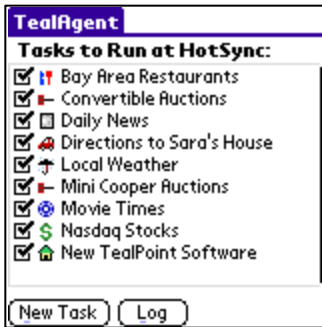 TealAgent
Tasks to Run at HotSync:
Bay Area Restaurants
Convertible Auctions
Daily News
Directions to Sara's House
Local Weather
Mini Cooper Auctions
Movie Times
Nasdaq Stocks
New TealPoint Software
New Task Log